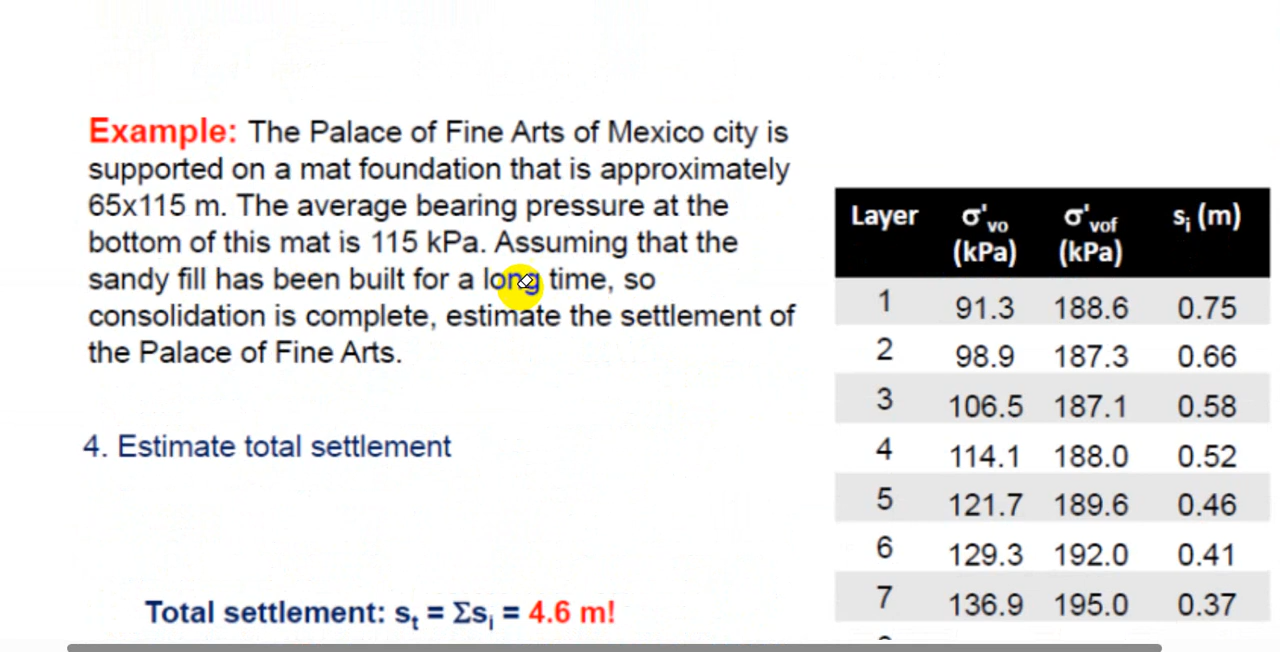 Example: The Palace of Fine Arts of Mexico city is
supported on a mat foundation that is approximately
65x115 m. The average bearing pressure at the
bottom of this mat is 115 kPa. Assuming that the
sandy fill has been built for a long time, so
consolidation is complete, estimate the settlement of
the Palace of Fine Arts.
4. Estimate total settlement
Total settlement: sₜ = Σsᵢ = 4.6 m!
Layer σ'vo (kPa) σ'vof (kPa) sᵢ (m)
1 91.3 188.6 0.75
2 98.9 187.3 0.66
3 106.5 187.1 0.58
4 114.1 188.0 0.52
5 121.7 189.6 0.46
6 129.3 192.0 0.41
7 136.9 195.0 0.37